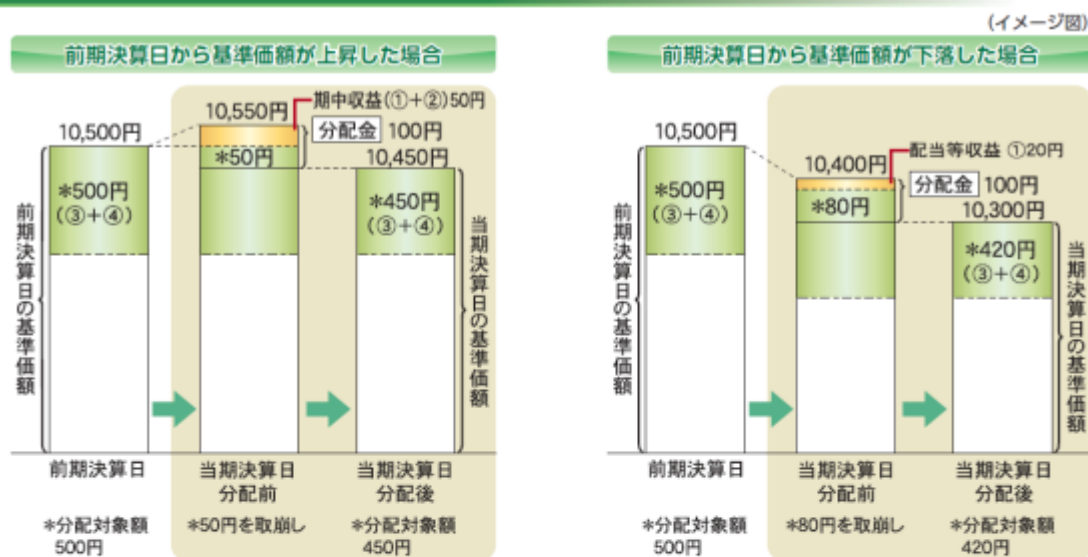 (イメージ図)
前期決算日から基準価額が上昇した場合
10,500円
10,550円
期中収益(①+②)50円
分配金 100円
*50円
10,450円
*500円
(③+④)
*450円
(③+④)
前期決算日の基準価額
当期決算日の基準価額
前期決算日
当期決算日
分配前
当期決算日
分配後
*分配対象額
500円
*50円を取崩し
*分配対象額
450円
前期決算日から基準価額が下落した場合
10,500円
10,400円
配当等収益 ①20円
分配金 100円
*80円
10,300円
*500円
(③+④)
*420円
(③+④)
前期決算日の基準価額
当期決算日の基準価額
前期決算日
当期決算日
分配前
当期決算日
分配後
*分配対象額
500円
*80円を取崩し
*分配対象額
420円